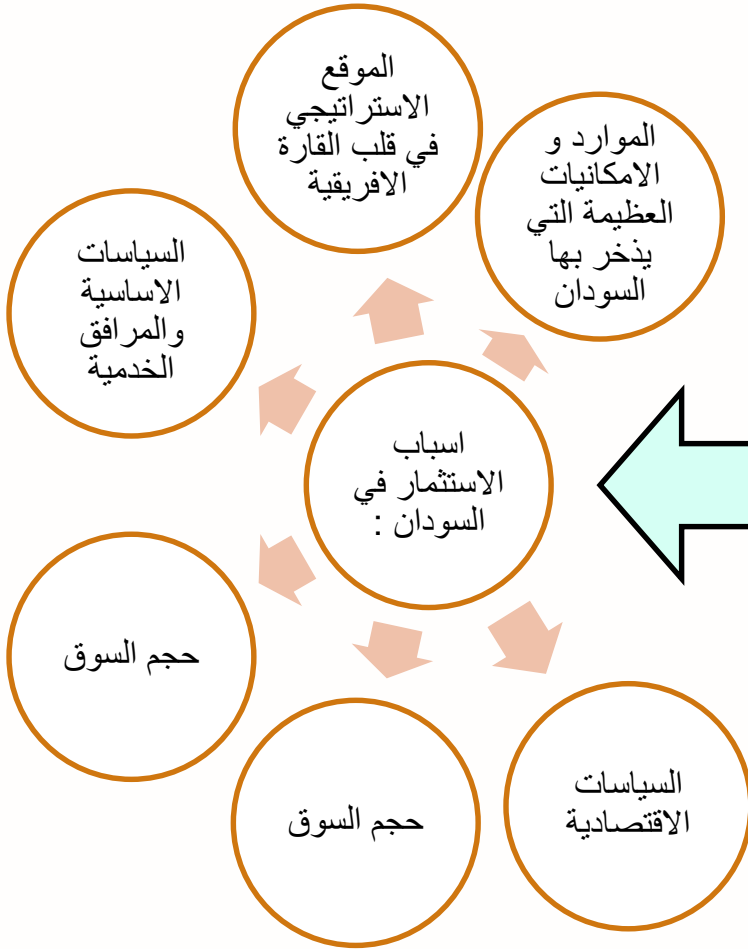 الموقع
الاستراتيجي
في قلب القارة
الافريقية
الموارد و
الامكانيات
العظيمة التي
يذخر بها
السودان
السياسات
الاساسية
والمرافق
الخدمية
اسباب
الاستثمار في
السودان :
حجم السوق
حجم السوق
السياسات
الاقتصادية